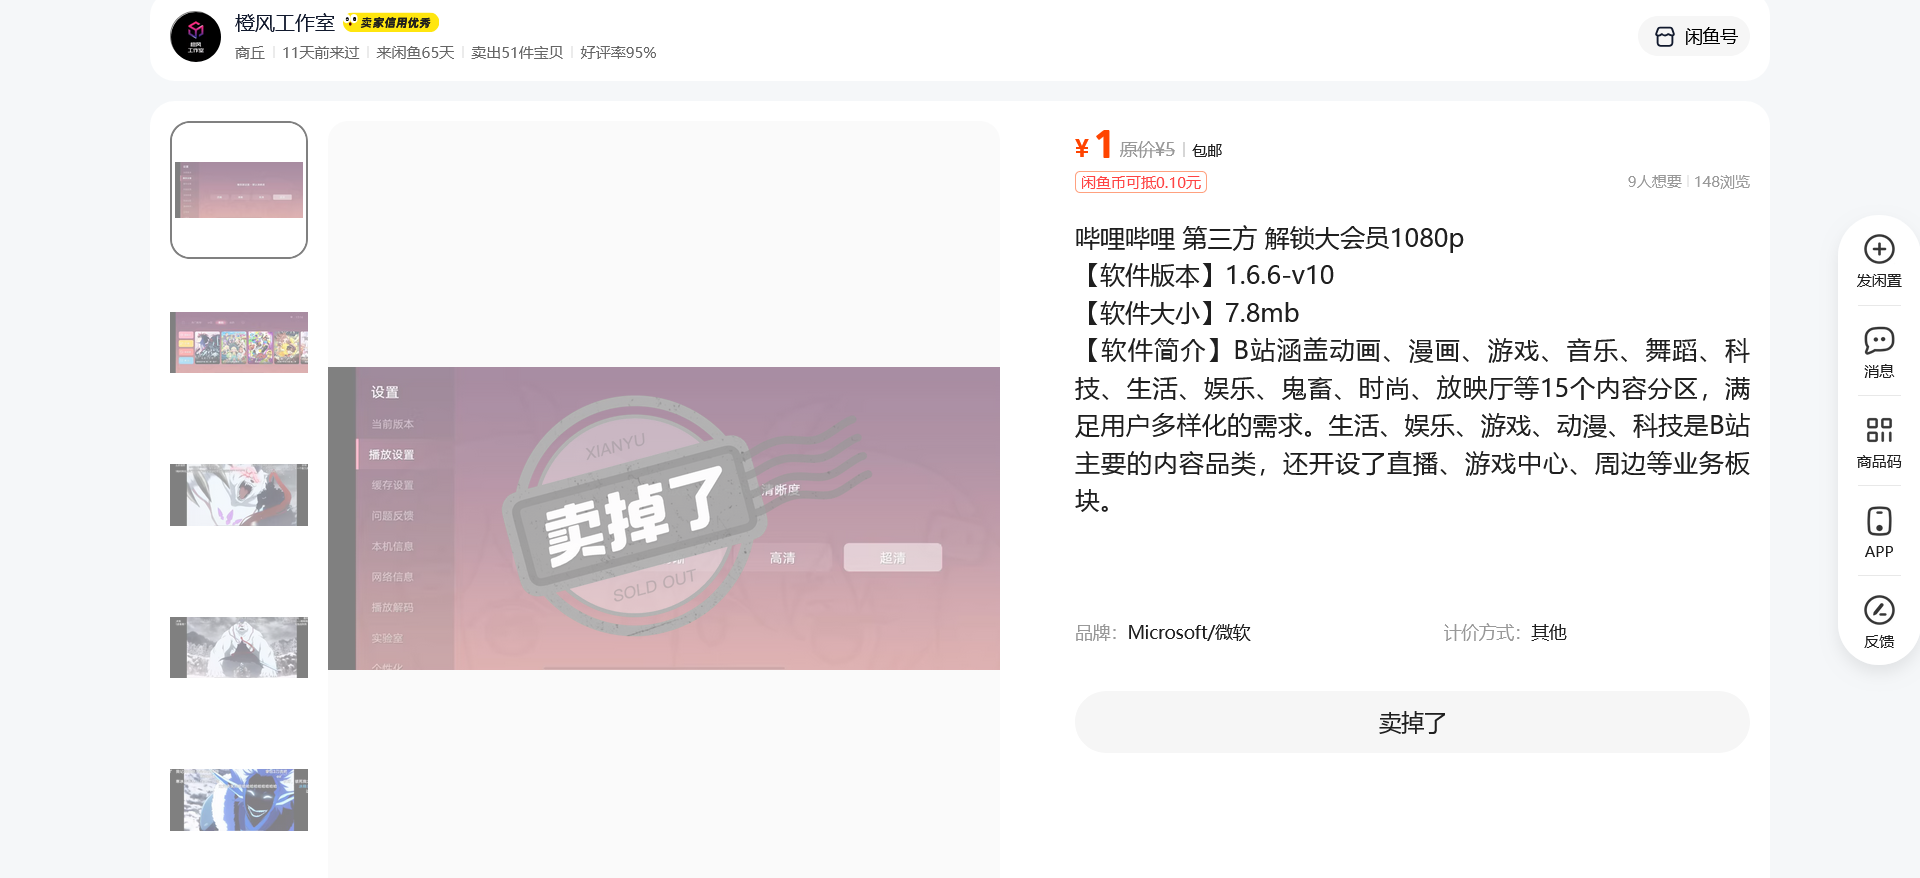 橙风工作室
卖家信用优秀
商丘 | 11天前来过 | 来闲鱼65天 | 卖出51件宝贝 | 好评率95%
闲鱼号
橙风
工作室
¥1 原价¥5 | 包邮
闲鱼币可抵0.10元
9人想要 | 148浏览
哔哩哔哩 第三方 解锁大会员1080p
【软件版本】1.6.6-v10
【软件大小】7.8mb
【软件简介】B站涵盖动画、漫画、游戏、音乐、舞蹈、科
技、生活、娱乐、鬼畜、时尚、放映厅等15个内容分区，满
足用户多样化的需求。生活、娱乐、游戏、动漫、科技是B站
主要的内容品类，还开设了直播、游戏中心、周边等业务板
块。
品牌：Microsoft/微软
计价方式：其他
卖掉了
设置
当前版本
播放设置
缓存设置
问题反馈
本机信息
网络信息
播放解码
实验室
个性化
清晰度
高清
超清
XIANYU
卖掉了
SOLD OUT
发闲置
消息
商品码
APP
反馈